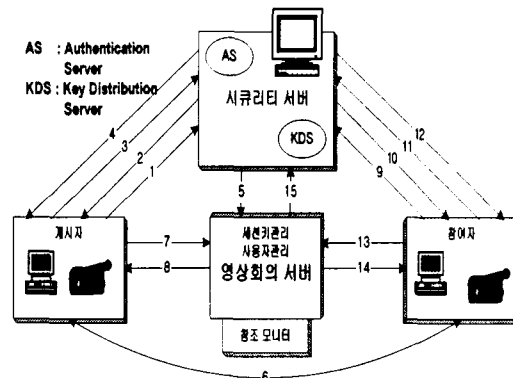 AS : Authentication
Server
KDS : Key Distribution
Server
AS
시큐리티 서버
KDS
4
3
2
1
12
11
10
9
5
15
게시자
7
8
세션키관리
사용자관리
영상회의 서버
13
14
참여자
참조 모니터
6